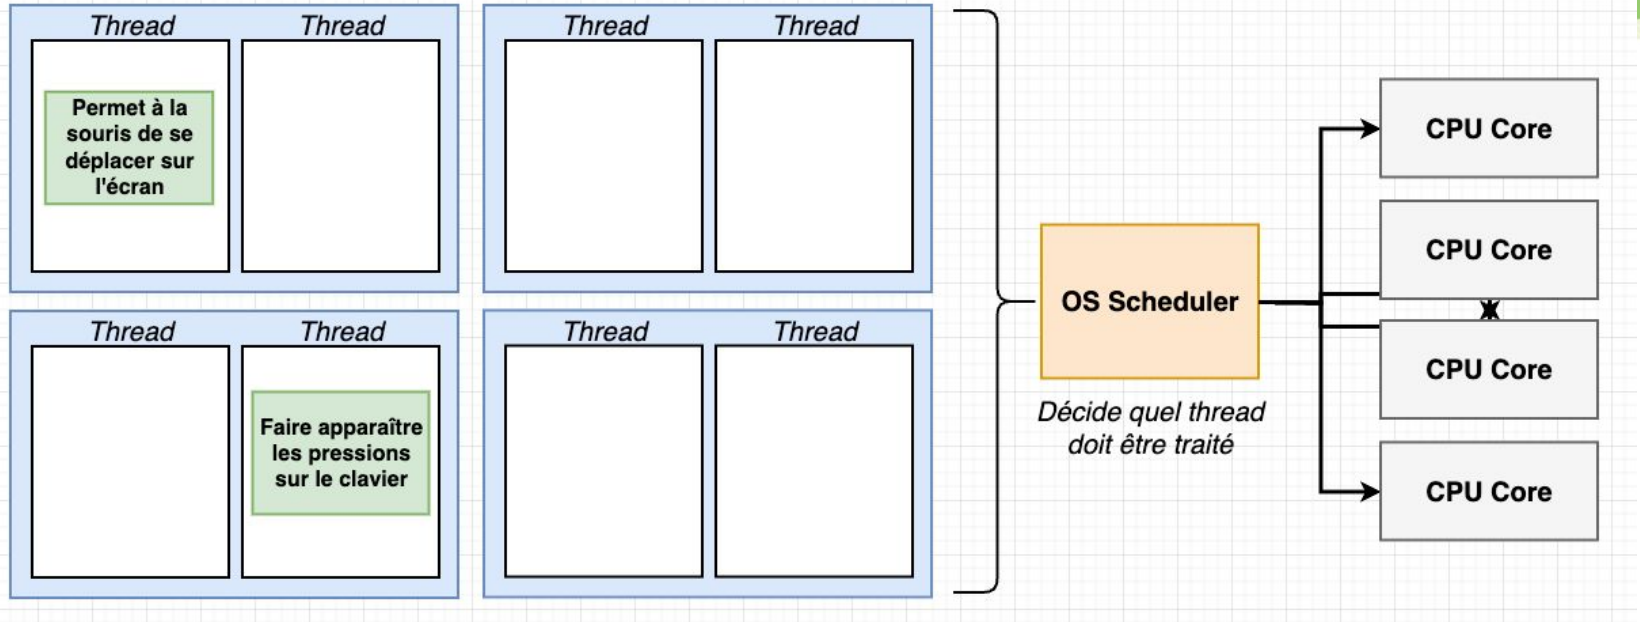 Thread
Thread
Thread
Thread
Permet à la
souris de se
déplacer sur
l'écran
Thread
Thread
Thread
Thread
Faire apparaître
les pressions
sur le clavier
OS Scheduler
Décide quel thread
doit être traité
CPU Core
CPU Core
CPU Core
CPU Core